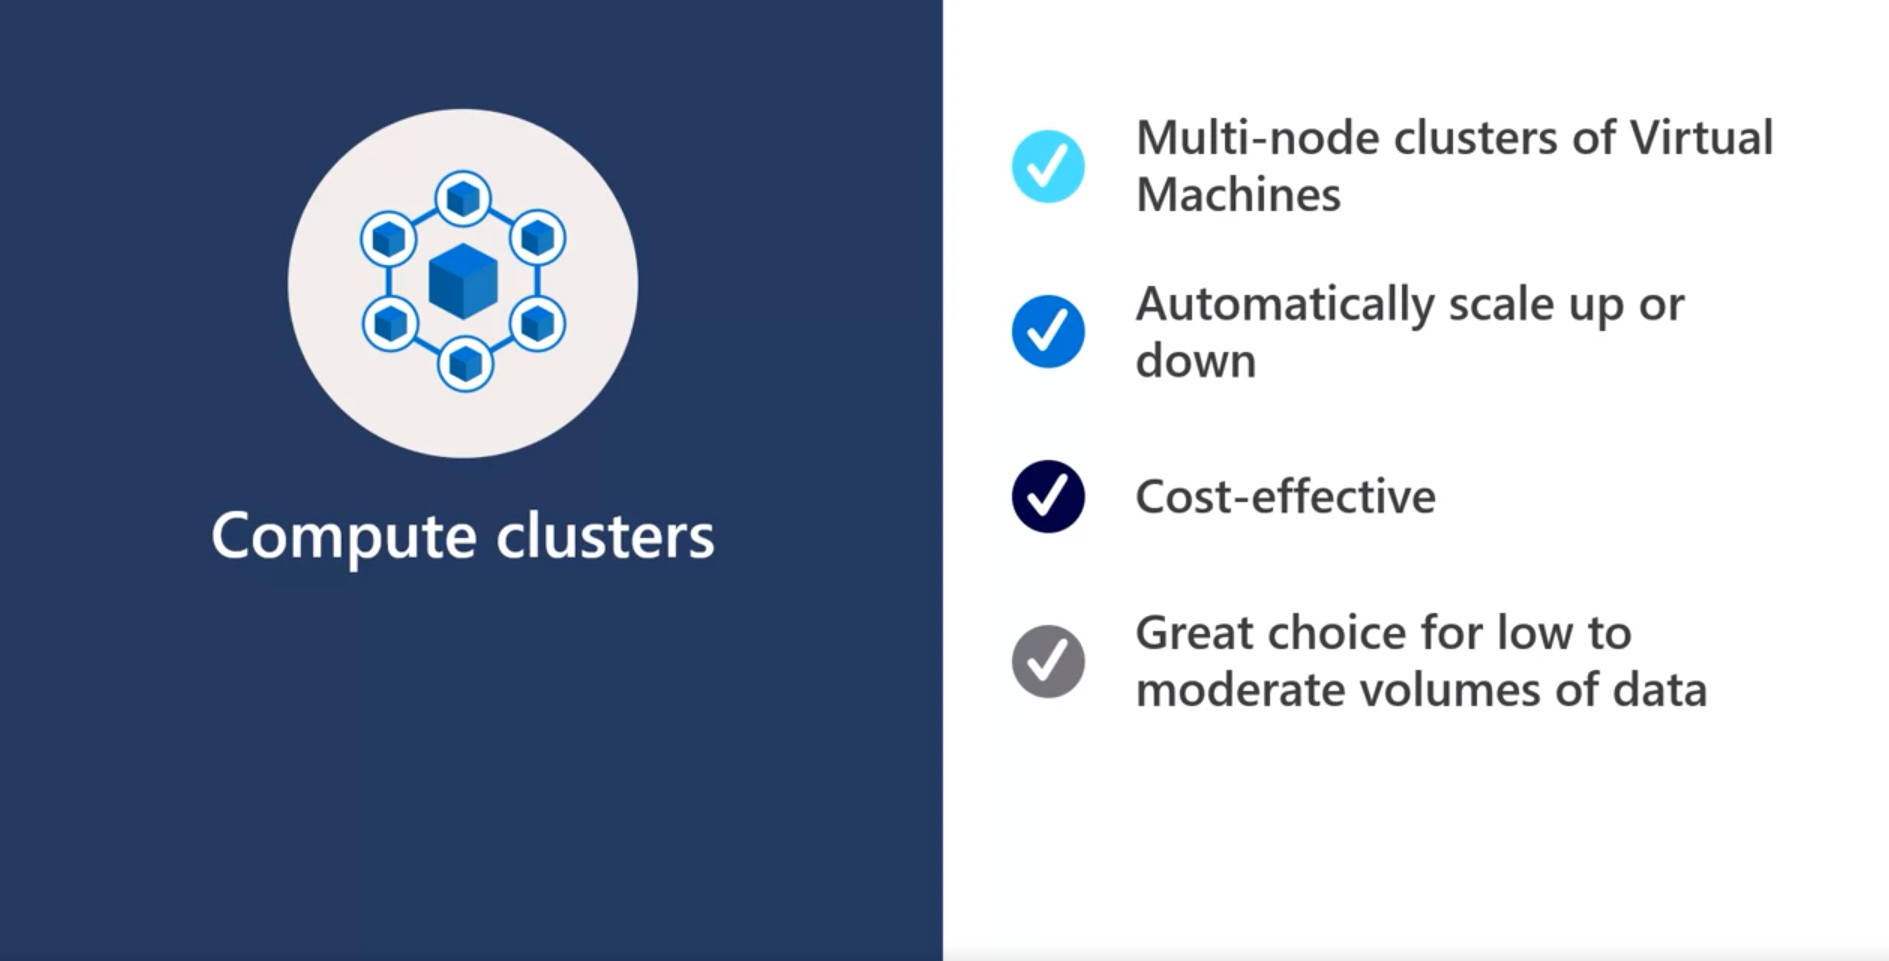 Compute clusters
Multi-node clusters of Virtual
Machines
Automatically scale up or
down
Cost-effective
Great choice for low to
moderate volumes of data